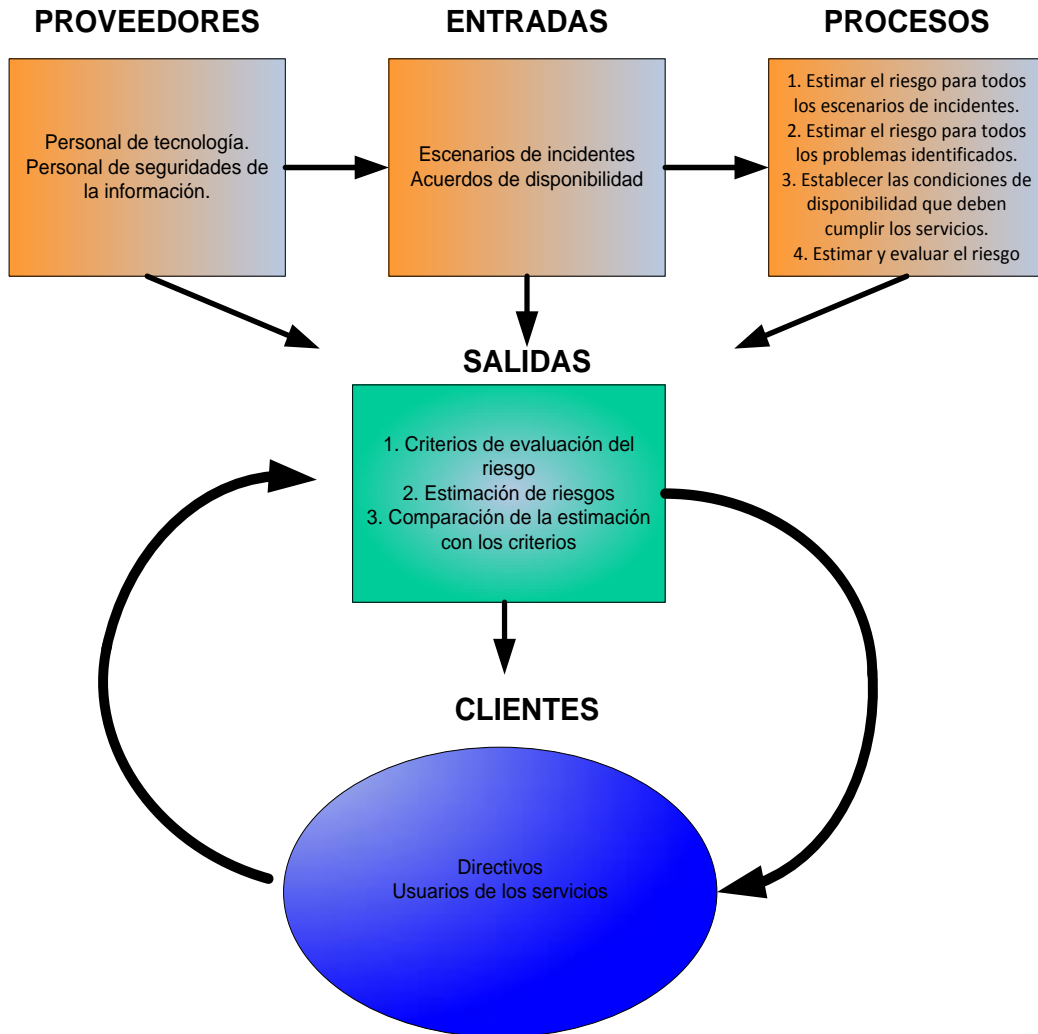 PROVEEDORES
ENTRADAS
PROCESOS
Personal de tecnología.
Personal de seguridades de
la información.
Escenarios de incidentes
Acuerdos de disponibilidad
1. Estimar el riesgo para todos
los escenarios de incidentes.
2. Estimar el riesgo para todos
los problemas identificados.
3. Establecer las condiciones de
disponibilidad que deben
cumplir los servicios.
4. Estimar y evaluar el riesgo
SALIDAS
1. Criterios de evaluación del
riesgo
2. Estimación de riesgos
3. Comparación de la estimación
con los criterios
CLIENTES
Directivos
Usuarios de los servicios